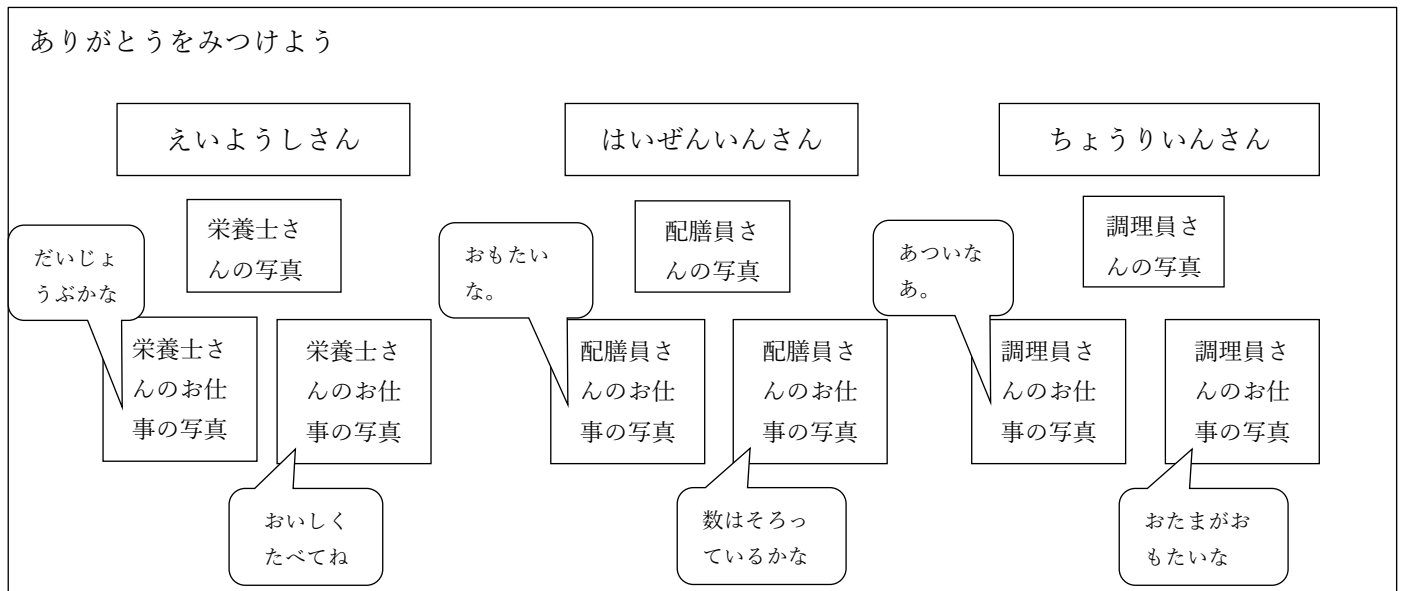 ありがとうをみつけよう
えいようしさん
はいぜんいんさん
ちょうりいんさん
栄養士さ
んの写真
配膳員さ
んの写真
調理員さ
んの写真
だいじょ
うぶかな
おもたい
な。
あついな
あ。
栄養士さ
んのお仕
事の写真
栄養士さ
んのお仕
事の写真
配膳員さ
んのお仕
事の写真
配膳員さ
んのお仕
事の写真
調理員さ
んのお仕
事の写真
調理員さ
んのお仕
事の写真
おいしく
たべてね
数はそろっ
ているかな
おたまがお
もたいな